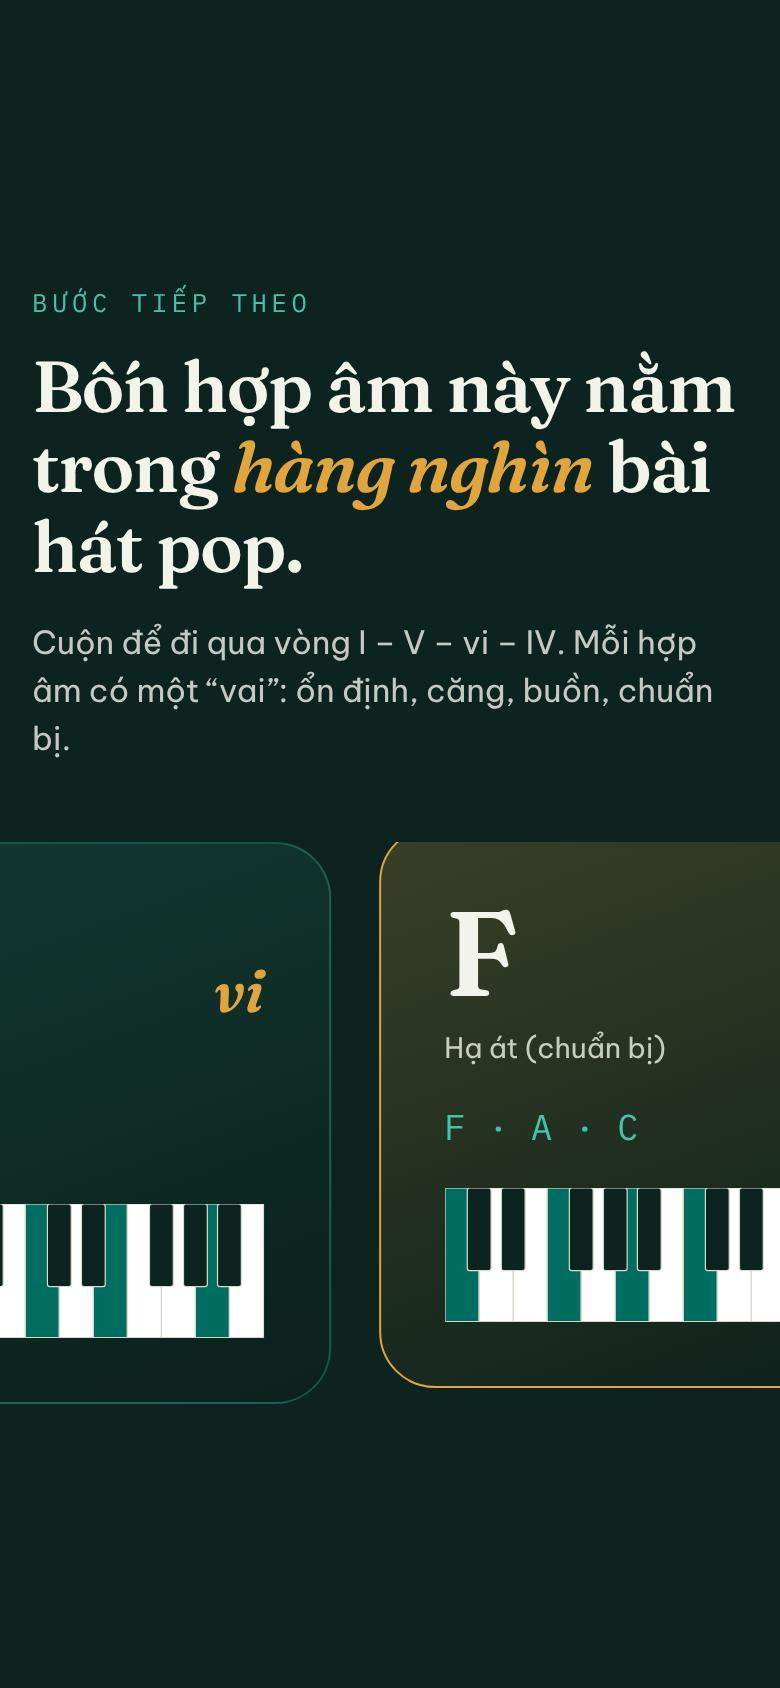 BƯỚC TIẾP THEO
Bốn hợp âm này nằm
trong hàng nghìn bài
hát pop.
Cuộn để đi qua vòng I – V – vi – IV. Mỗi hợp
âm có một “vai”: ổn định, căng, buồn, chuẩn
bị.
vi
F
Hạ át (chuẩn bị)
F · A · C